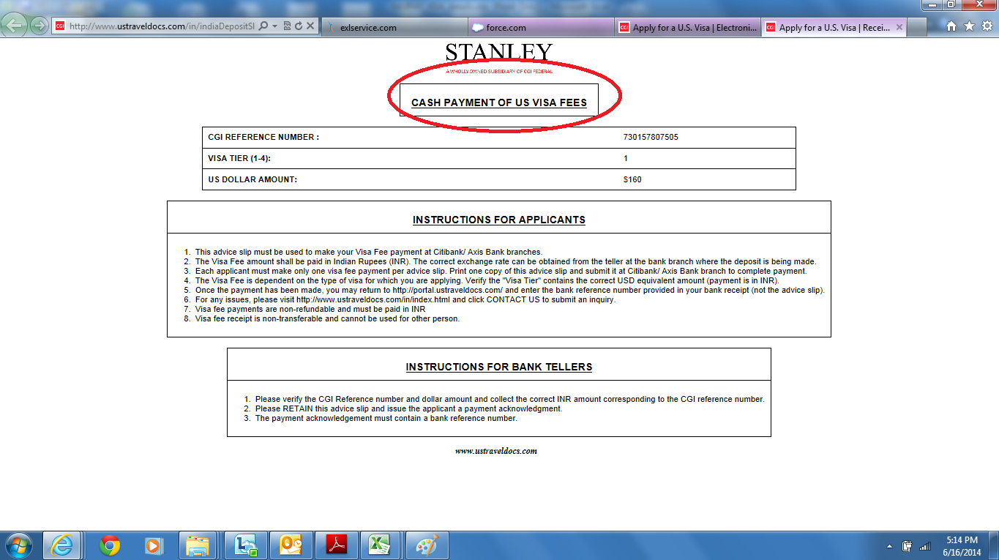 http://www.ustraveldocs.com/in/indiaDepositSl
exlservice.com
force.com
CGI Apply for a U.S. Visa | Electroni...
CGI Apply for a U.S. Visa | Recei...
STANLEY
A WHOLLY OWNED SUBSIDIARY OF CGI FEDERAL
CASH PAYMENT OF US VISA FEES
CGI REFERENCE NUMBER : 730157807505
VISA TIER (1-4): 1
US DOLLAR AMOUNT: $160
INSTRUCTIONS FOR APPLICANTS
1. This advice slip must be used to make your Visa Fee payment at Citibank/ Axis Bank branches.
2. The Visa Fee amount shall be paid in Indian Rupees (INR). The correct exchange rate can be obtained from the teller at the bank branch where the deposit is being made.
3. Each applicant must make only one visa fee payment per advice slip. Print one copy of this advice slip and submit it at Citibank/ Axis Bank branch to complete payment.
4. The Visa Fee is dependent on the type of visa for which you are applying. Verify the "Visa Tier" contains the correct USD equivalent amount (payment is in INR).
5. Once the payment has been made, you may return to http://portal.ustraveldocs.com/ and enter the bank reference number provided in your bank receipt (not the advice slip).
6. For any issues, please visit http://www.ustraveldocs.com/in/index.html and click CONTACT US to submit an inquiry.
7. Visa fee payments are non-refundable and must be paid in INR
8. Visa fee receipt is non-transferable and cannot be used for other person.
INSTRUCTIONS FOR BANK TELLERS
1. Please verify the CGI Reference number and dollar amount and collect the correct INR amount corresponding to the CGI reference number.
2. Please RETAIN this advice slip and issue the applicant a payment acknowledgment.
3. The payment acknowledgement must contain a bank reference number.
www.ustraveldocs.com
5:14 PM
6/16/2014